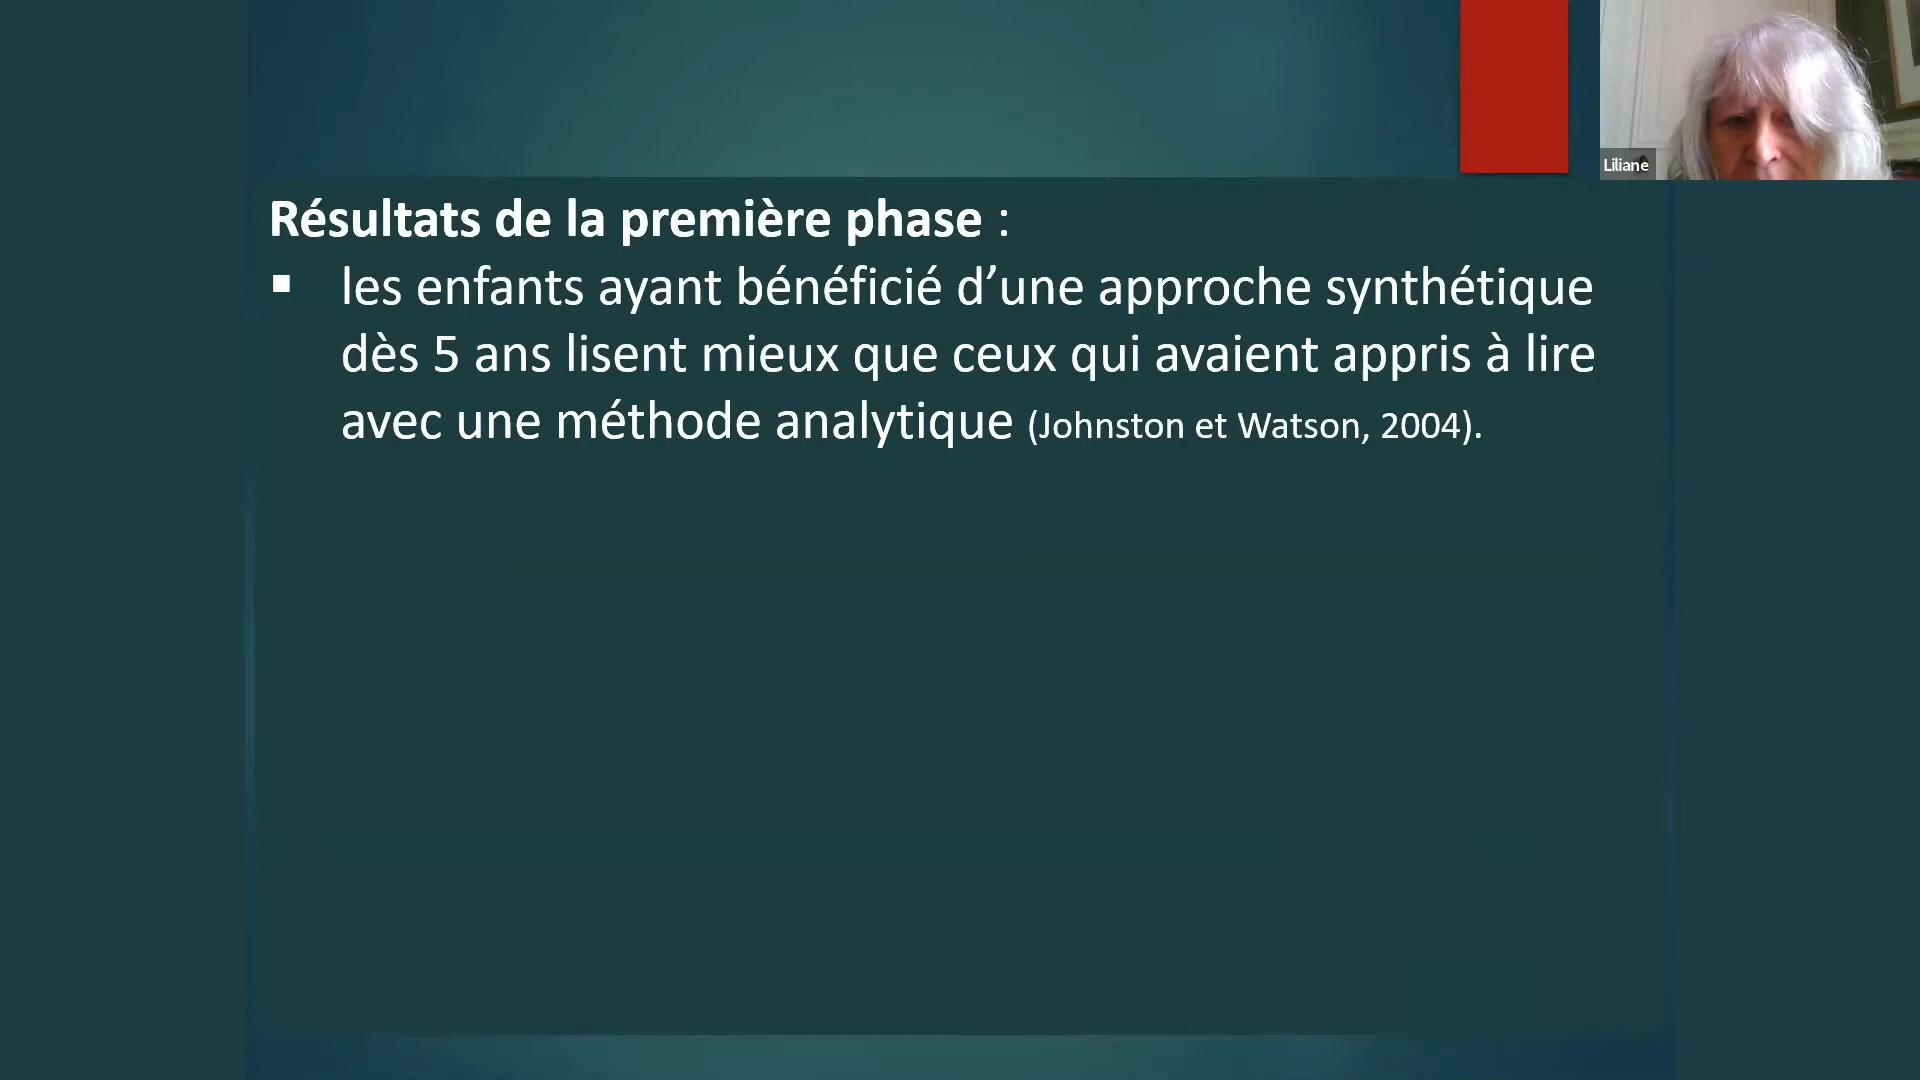 Liliane
Résultats de la première phase :
▪ les enfants ayant bénéficié d’une approche synthétique
dès 5 ans lisent mieux que ceux qui avaient appris à lire
avec une méthode analytique (Johnston et Watson, 2004).